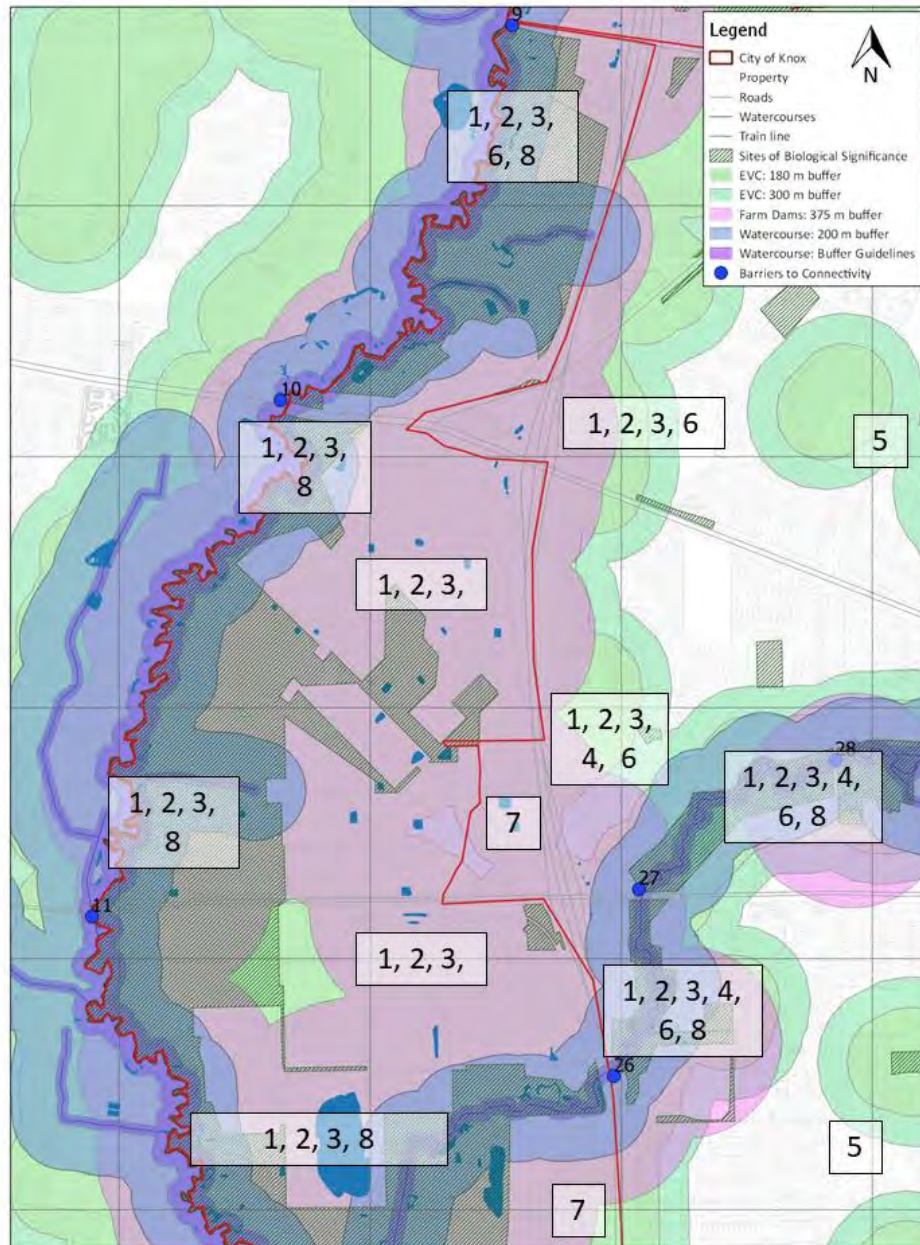 9
Legend
City of Knox
Property
Roads
Watercourses
Train line
Sites of Biological Significance
EVC: 180 m buffer
EVC: 300 m buffer
Farm Dams: 375 m buffer
Watercourse: 200 m buffer
Watercourse: Buffer Guidelines
Barriers to Connectivity
N
1, 2, 3,
6, 8
10
1, 2, 3, 6
5
1, 2, 3,
8
1, 2, 3,
1, 2, 3,
4, 6
28
1, 2, 3, 4,
6, 8
1, 2, 3,
8
7
27
11
1, 2, 3,
1, 2, 3, 4,
6, 8
26
1, 2, 3, 8
5
7